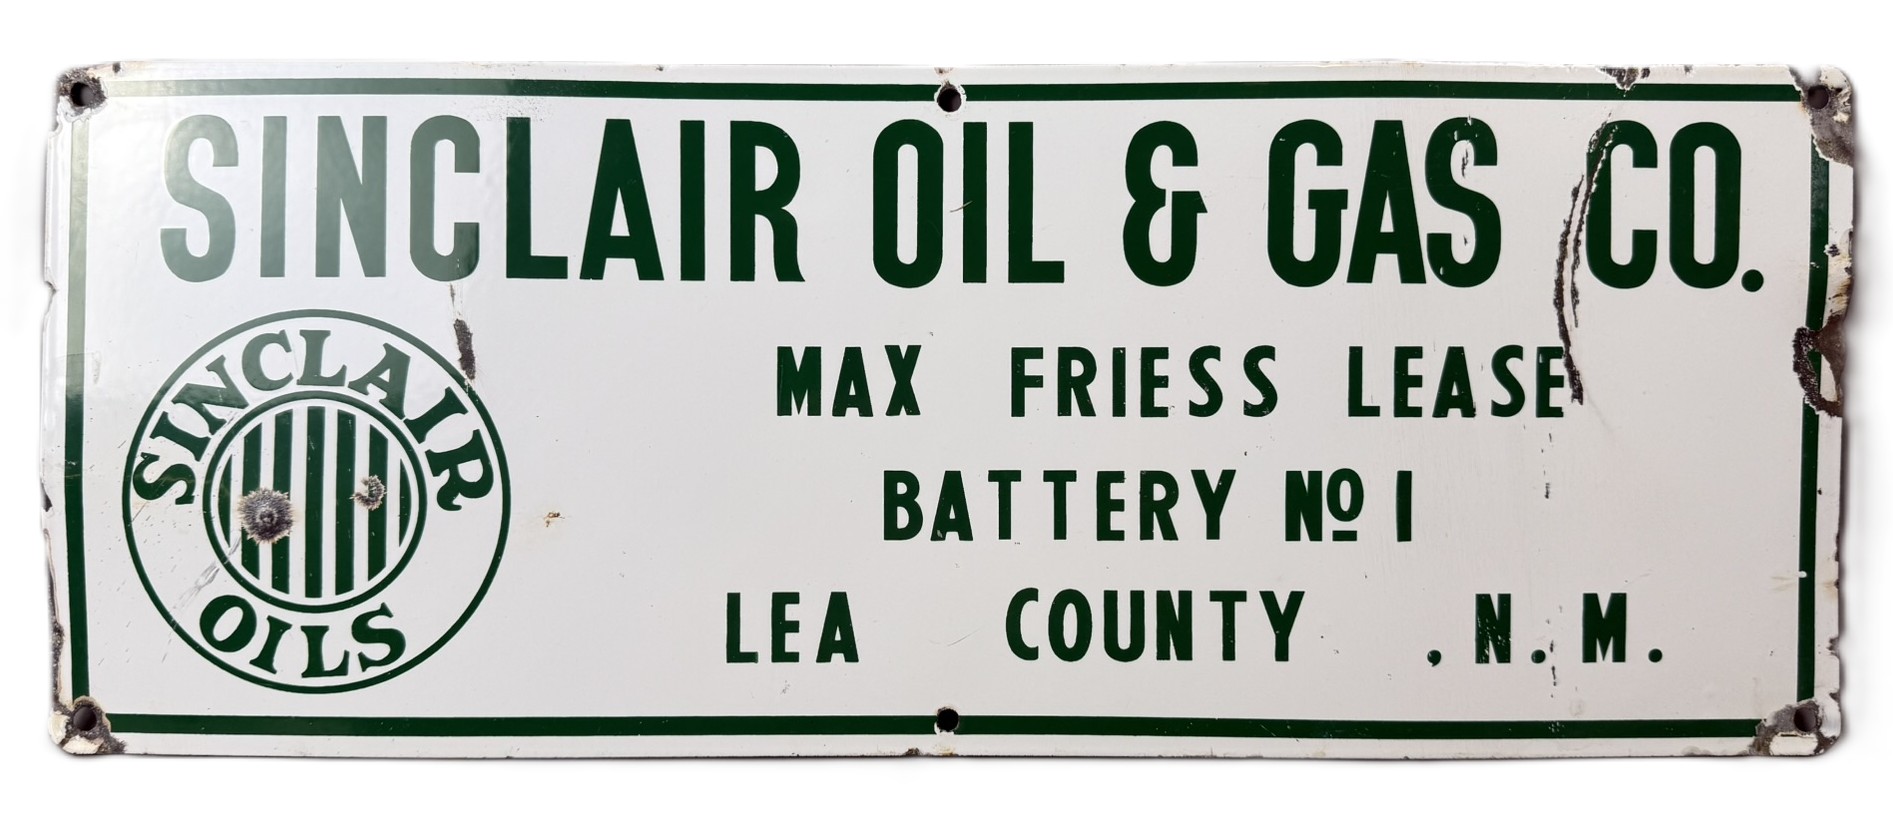 SINCLAIR OIL & GAS CO.
SINCLAIR
OILS
MAX FRIESS LEASE
BATTERY Nº 1
LEA COUNTY , N. M.